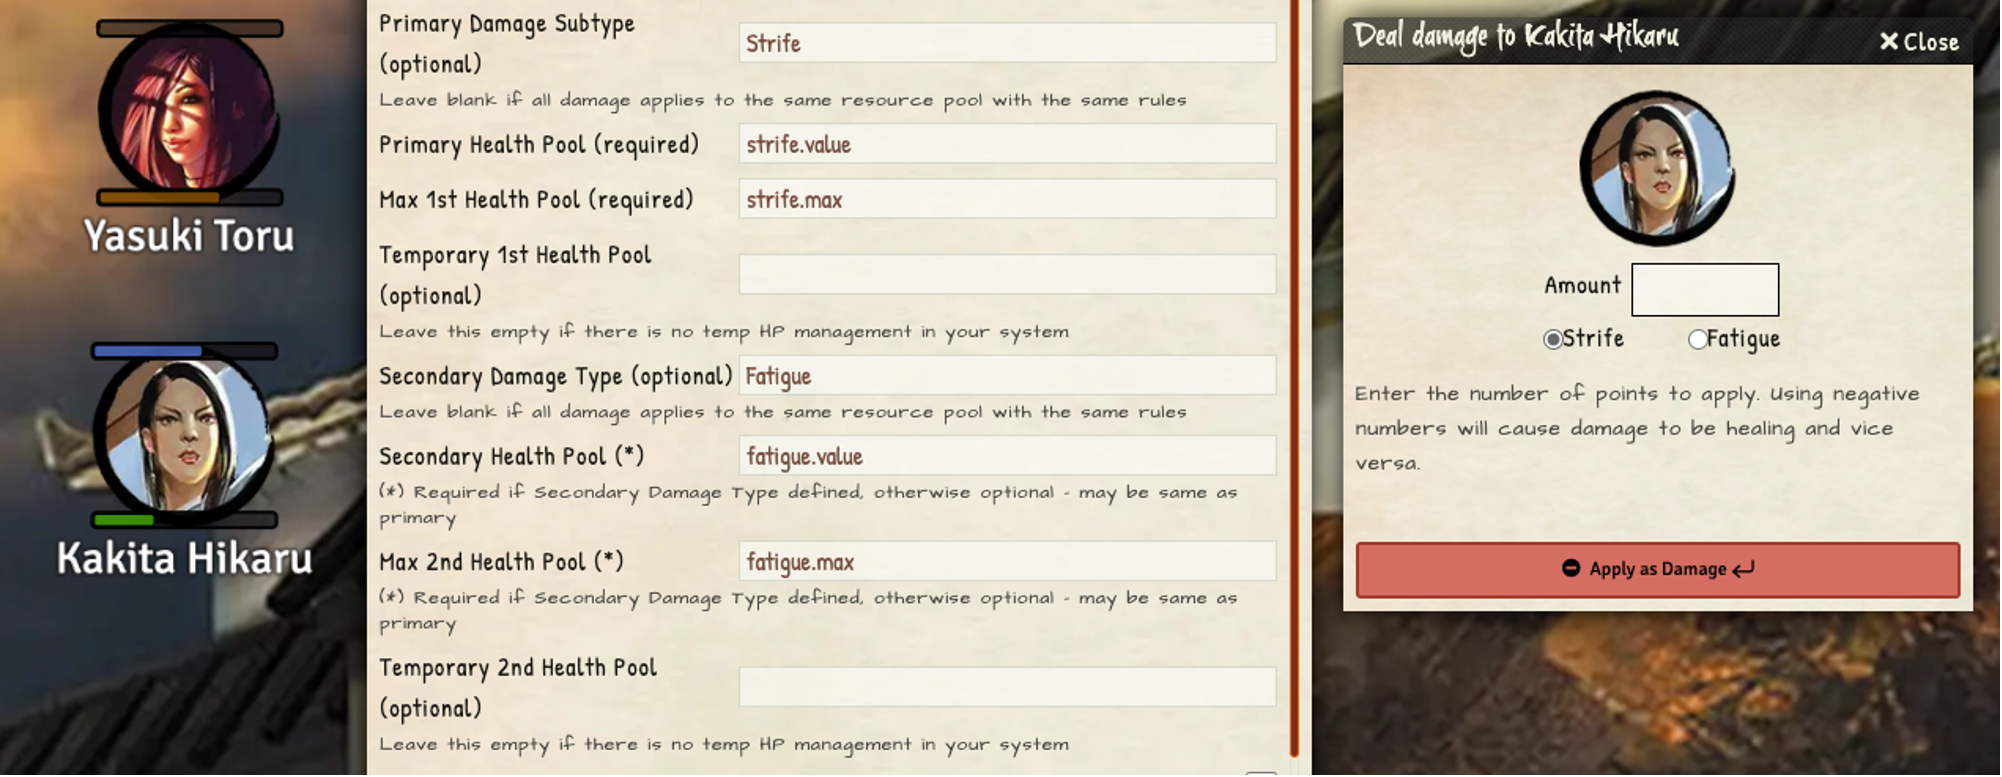 Yasuki Toru
Kakita Hikaru
Primary Damage Subtype
(optional)
Strife
Leave blank if all damage applies to the same resource pool with the same rules
Primary Health Pool (required)
strife.value
Max 1st Health Pool (required)
strife.max
Temporary 1st Health Pool
(optional)
Leave this empty if there is no temp HP management in your system
Secondary Damage Type (optional)
Fatigue
Leave blank if all damage applies to the same resource pool with the same rules
Secondary Health Pool (*)
fatigue.value
(*) Required if Secondary Damage Type defined, otherwise optional - may be same as
primary
Max 2nd Health Pool (*)
fatigue.max
(*) Required if Secondary Damage Type defined, otherwise optional - may be same as
primary
Temporary 2nd Health Pool
(optional)
Leave this empty if there is no temp HP management in your system
Deal damage to Kakita Hikaru
Close
Amount
Strife
Fatigue
Enter the number of points to apply. Using negative
numbers will cause damage to be healing and vice
versa.
Apply as Damage